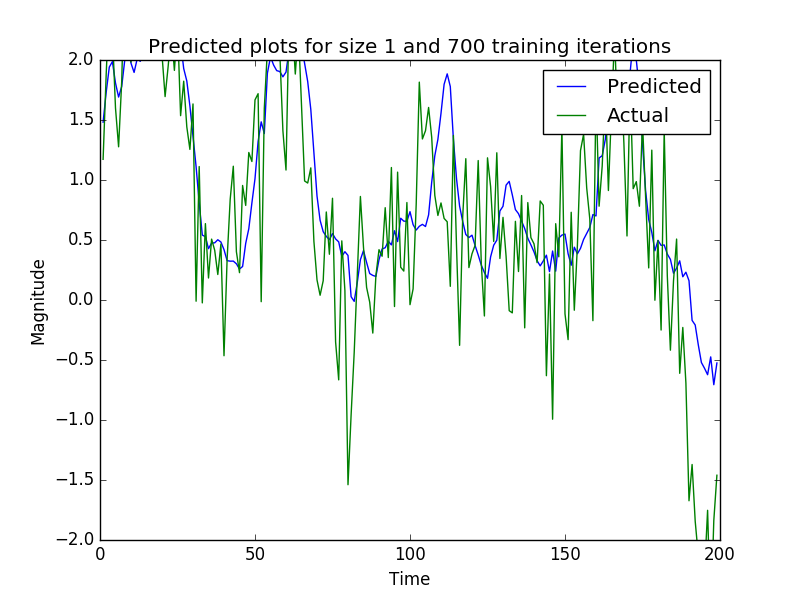 Predicted plots for size 1 and 700 training iterations
2.0
1.5
1.0
0.5
0.0
−0.5
−1.0
−1.5
−2.0
Magnitude
Predicted
Actual
0 50 100 150 200
Time